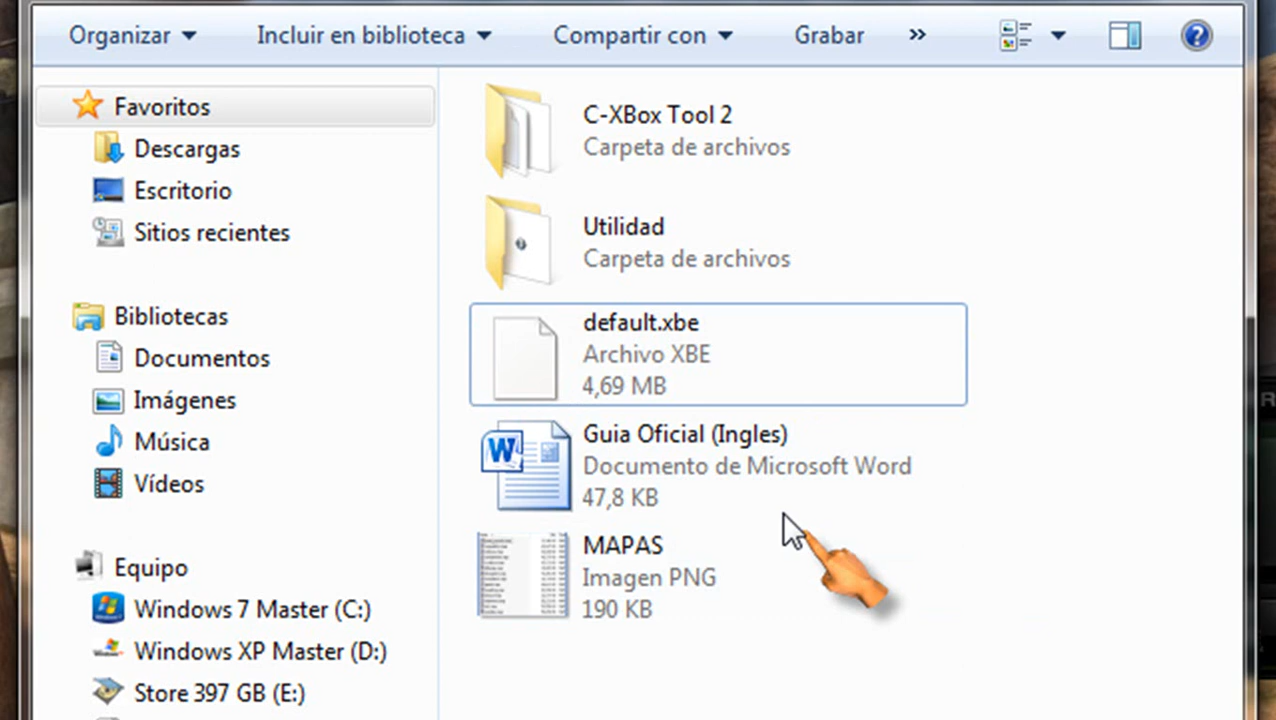 Organizar
Incluir en biblioteca
Compartir con
Grabar
»
Favoritos
Descargas
Escritorio
Sitios recientes
Bibliotecas
Documentos
Imágenes
Música
Vídeos
Equipo
Windows 7 Master (C:)
Windows XP Master (D:)
Store 397 GB (E:)
C-XBox Tool 2
Carpeta de archivos
Utilidad
Carpeta de archivos
default.xbe
Archivo XBE
4,69 MB
Guia Oficial (Ingles)
Documento de Microsoft Word
47,8 KB
MAPAS
Imagen PNG
190 KB